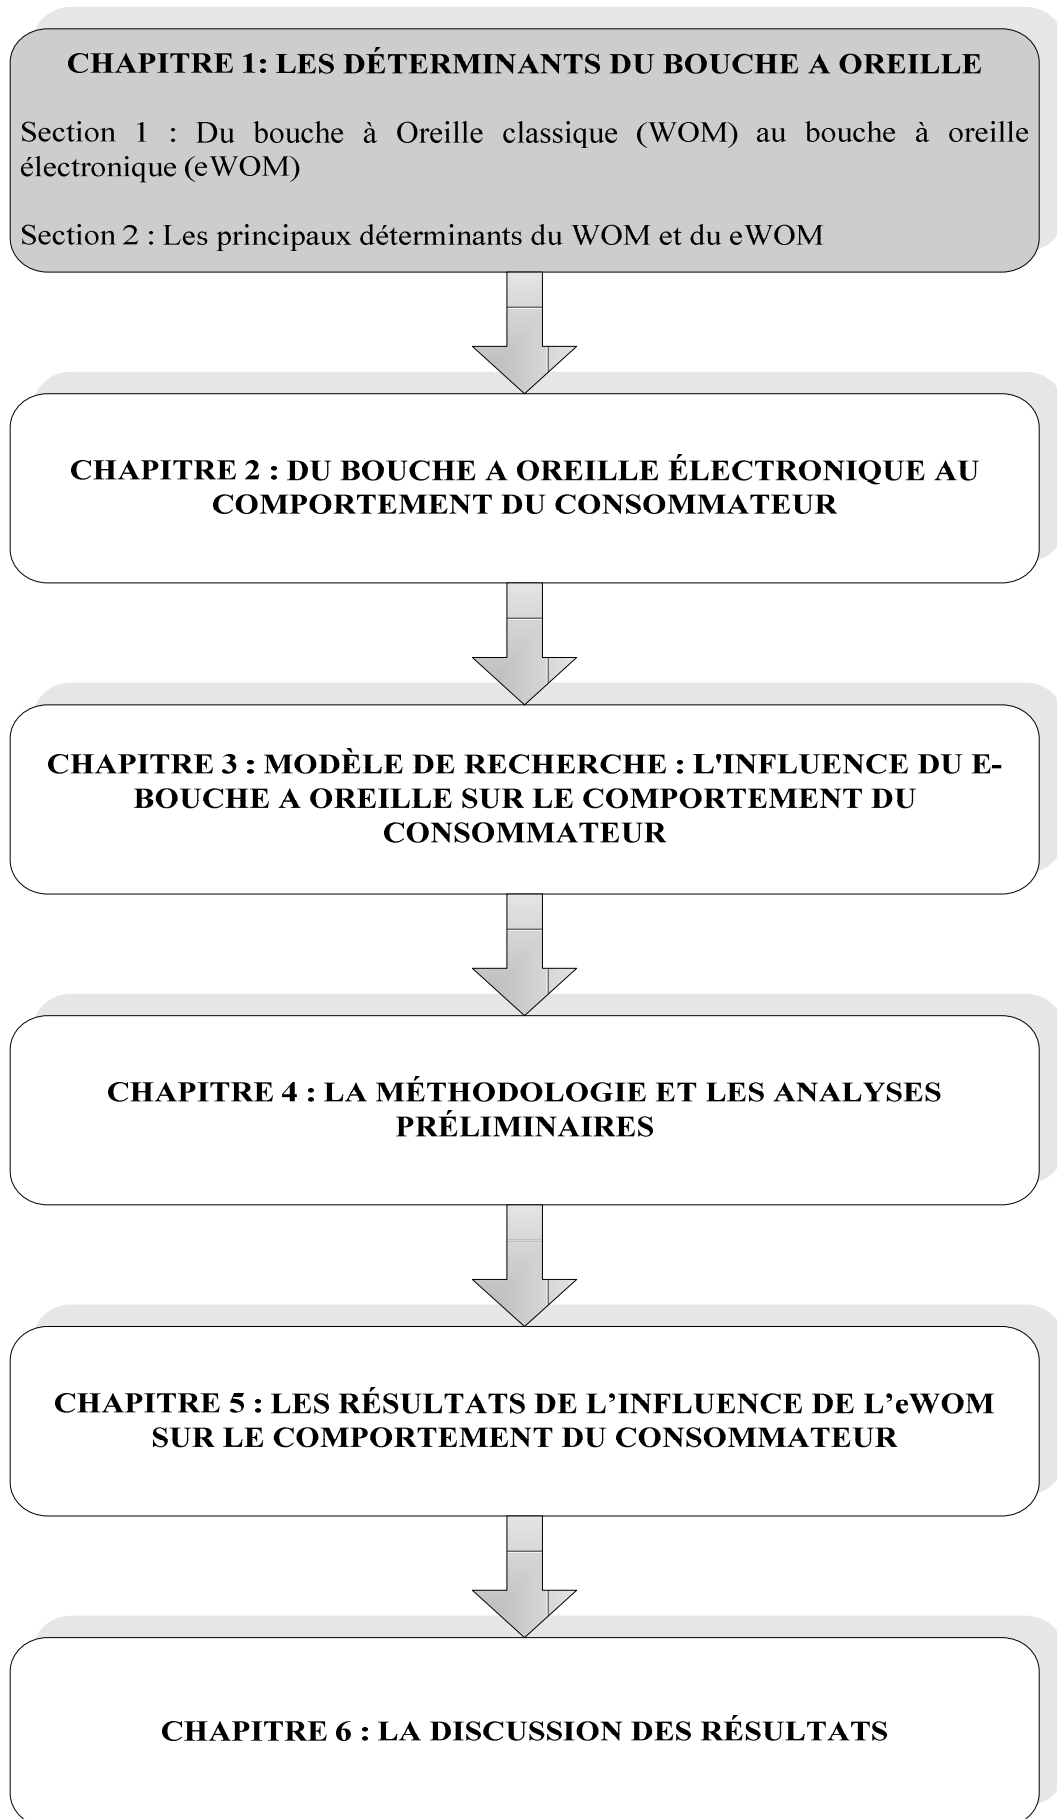 CHAPITRE 1: LES DÉTERMINANTS DU BOUCHE A OREILLE
Section 1 : Du bouche à Oreille classique (WOM) au bouche à oreille
électronique (eWOM)
Section 2 : Les principaux déterminants du WOM et du eWOM
CHAPITRE 2 : DU BOUCHE A OREILLE ÉLECTRONIQUE AU
COMPORTEMENT DU CONSOMMATEUR
CHAPITRE 3 : MODÈLE DE RECHERCHE : L'INFLUENCE DU E-
BOUCHE A OREILLE SUR LE COMPORTEMENT DU
CONSOMMATEUR
CHAPITRE 4 : LA MÉTHODOLOGIE ET LES ANALYSES
PRÉLIMINAIRES
CHAPITRE 5 : LES RÉSULTATS DE L’INFLUENCE DE L’eWOM
SUR LE COMPORTEMENT DU CONSOMMATEUR
CHAPITRE 6 : LA DISCUSSION DES RÉSULTATS